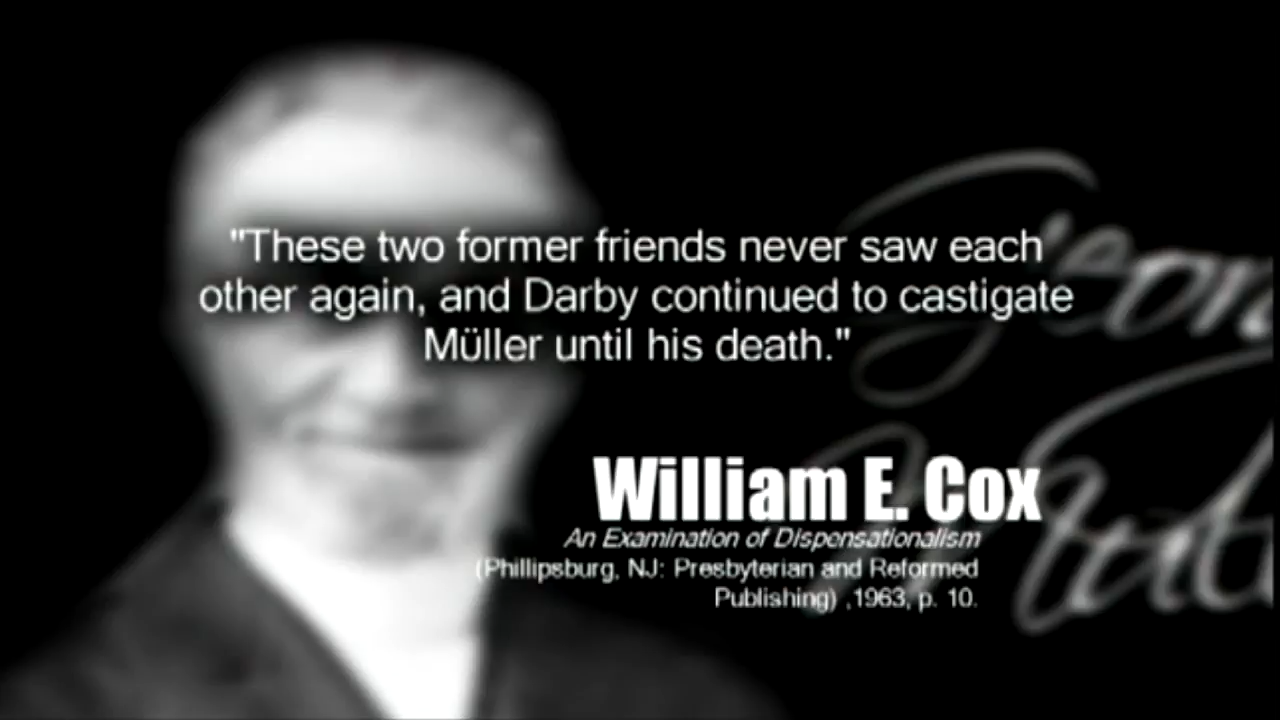 "These two former friends never saw each
other again, and Darby continued to castigate
Müller until his death."
William E. Cox
An Examination of Dispensationalism
(Phillipsburg, NJ: Presbyterian and Reformed
Publishing) ,1963, p. 10.